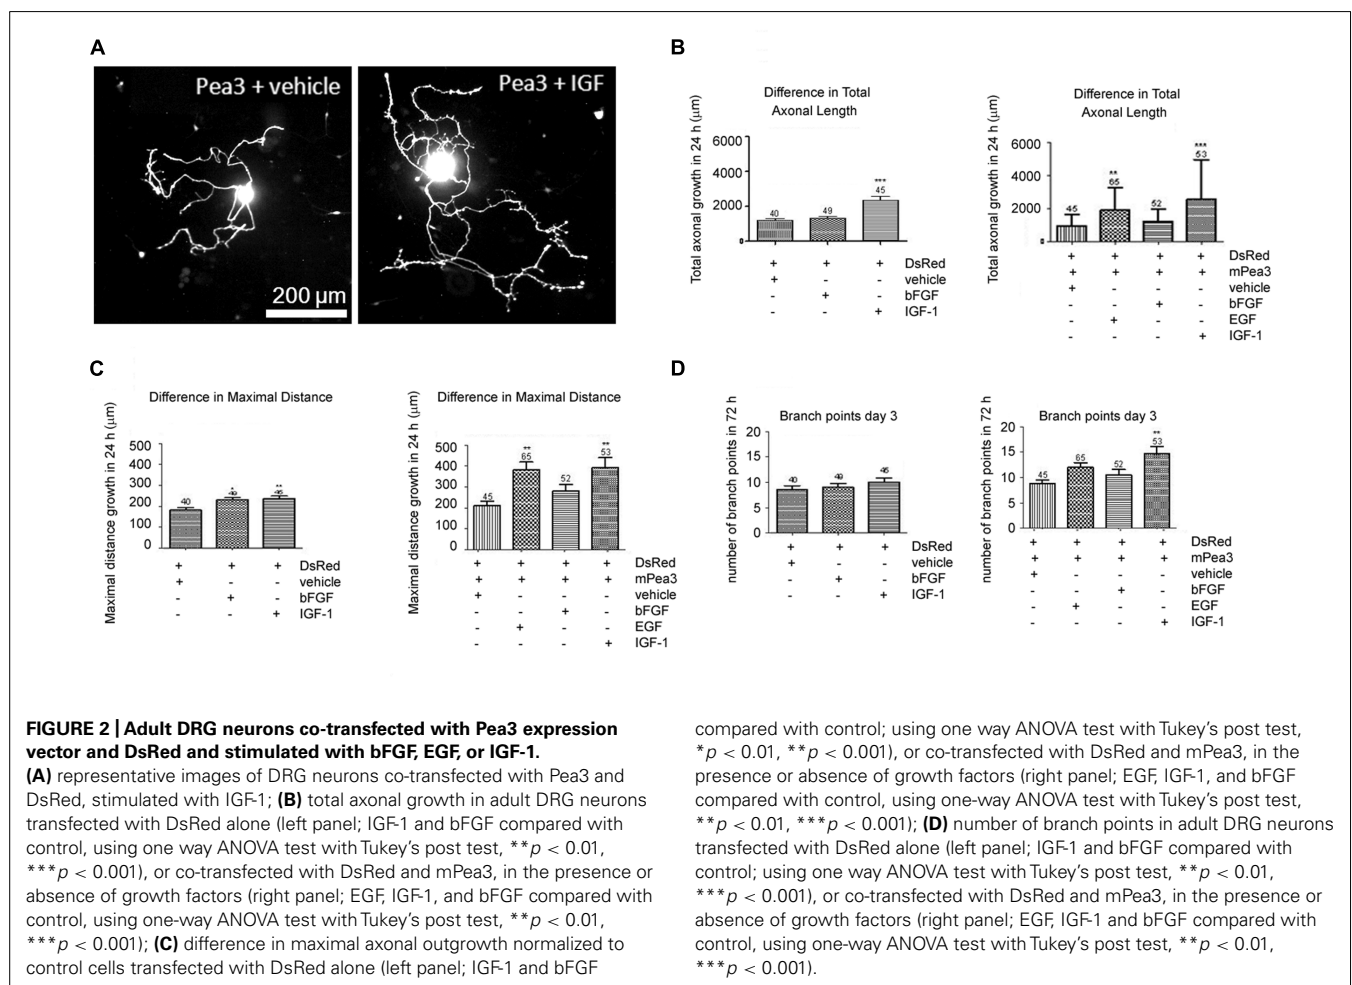 A
Pea3 + vehicle
Pea3 + IGF
200 µm
B
Difference in Total
Axonal Length
Total axonal growth in 24 h (µm)
6000
4000
2000
0
40
49
***
45
+ + + DsRed
+ - - vehicle
- + - bFGF
- - + IGF-1
Difference in Total
Axonal Length
Total axonal growth in 24 h (µm)
6000
4000
2000
0
45
**
65
52
***
53
+ + + + DsRed
+ + + + mPea3
+ - - - vehicle
- - + - bFGF
- + - - EGF
- - - + IGF-1
C
Difference in Maximal Distance
Maximal distance growth in 24 h (µm)
500
400
300
200
100
0
40
*
49
**
45
+ + + DsRed
+ - - vehicle
- + - bFGF
- - + IGF-1
Difference in Maximal Distance
Maximal distance growth in 24 h (µm)
500
400
300
200
100
0
45
**
65
52
**
53
+ + + + DsRed
+ + + + mPea3
+ - - - vehicle
- - + - bFGF
- + - - EGF
- - - + IGF-1
D
Branch points day 3
number of branch points in 72 h
20
15
10
5
0
40
49
45
+ + + DsRed
+ - - vehicle
- + - bFGF
- - + IGF-1
Branch points day 3
number of branch points in 72 h
20
15
10
5
0
45
65
52
**
53
+ + + + DsRed
+ + + + mPea3
+ - - - vehicle
- - + - bFGF
- + - - EGF
- - - + IGF-1
FIGURE 2 | Adult DRG neurons co-transfected with Pea3 expression
vector and DsRed and stimulated with bFGF, EGF, or IGF-1.
(A) representative images of DRG neurons co-transfected with Pea3 and
DsRed, stimulated with IGF-1; (B) total axonal growth in adult DRG neurons
transfected with DsRed alone (left panel; IGF-1 and bFGF compared with
control, using one way ANOVA test with Tukey's post test, **p < 0.01,
***p < 0.001), or co-transfected with DsRed and mPea3, in the presence or
absence of growth factors (right panel; EGF, IGF-1, and bFGF compared with
control, using one-way ANOVA test with Tukey's post test, **p < 0.01,
***p < 0.001); (C) difference in maximal axonal outgrowth normalized to
control cells transfected with DsRed alone (left panel; IGF-1 and bFGF
compared with control; using one way ANOVA test with Tukey's post test,
*p < 0.01, **p < 0.001), or co-transfected with DsRed and mPea3, in the
presence or absence of growth factors (right panel; EGF, IGF-1, and bFGF
compared with control, using one-way ANOVA test with Tukey's post test,
**p < 0.01, ***p < 0.001); (D) number of branch points in adult DRG neurons
transfected with DsRed alone (left panel; IGF-1 and bFGF compared with
control; using one way ANOVA test with Tukey's post test, **p < 0.01,
***p < 0.001), or co-transfected with DsRed and mPea3, in the presence or
absence of growth factors (right panel; EGF, IGF-1 and bFGF compared with
control, using one-way ANOVA test with Tukey's post test, **p < 0.01,
***p < 0.001).